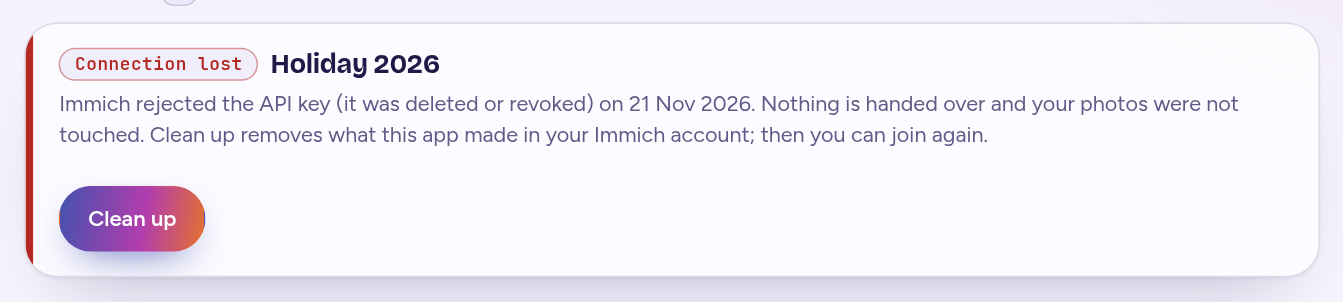 Connection lost Holiday 2026
Immich rejected the API key (it was deleted or revoked) on 21 Nov 2026. Nothing is handed over and your photos were not
touched. Clean up removes what this app made in your Immich account; then you can join again.
Clean up